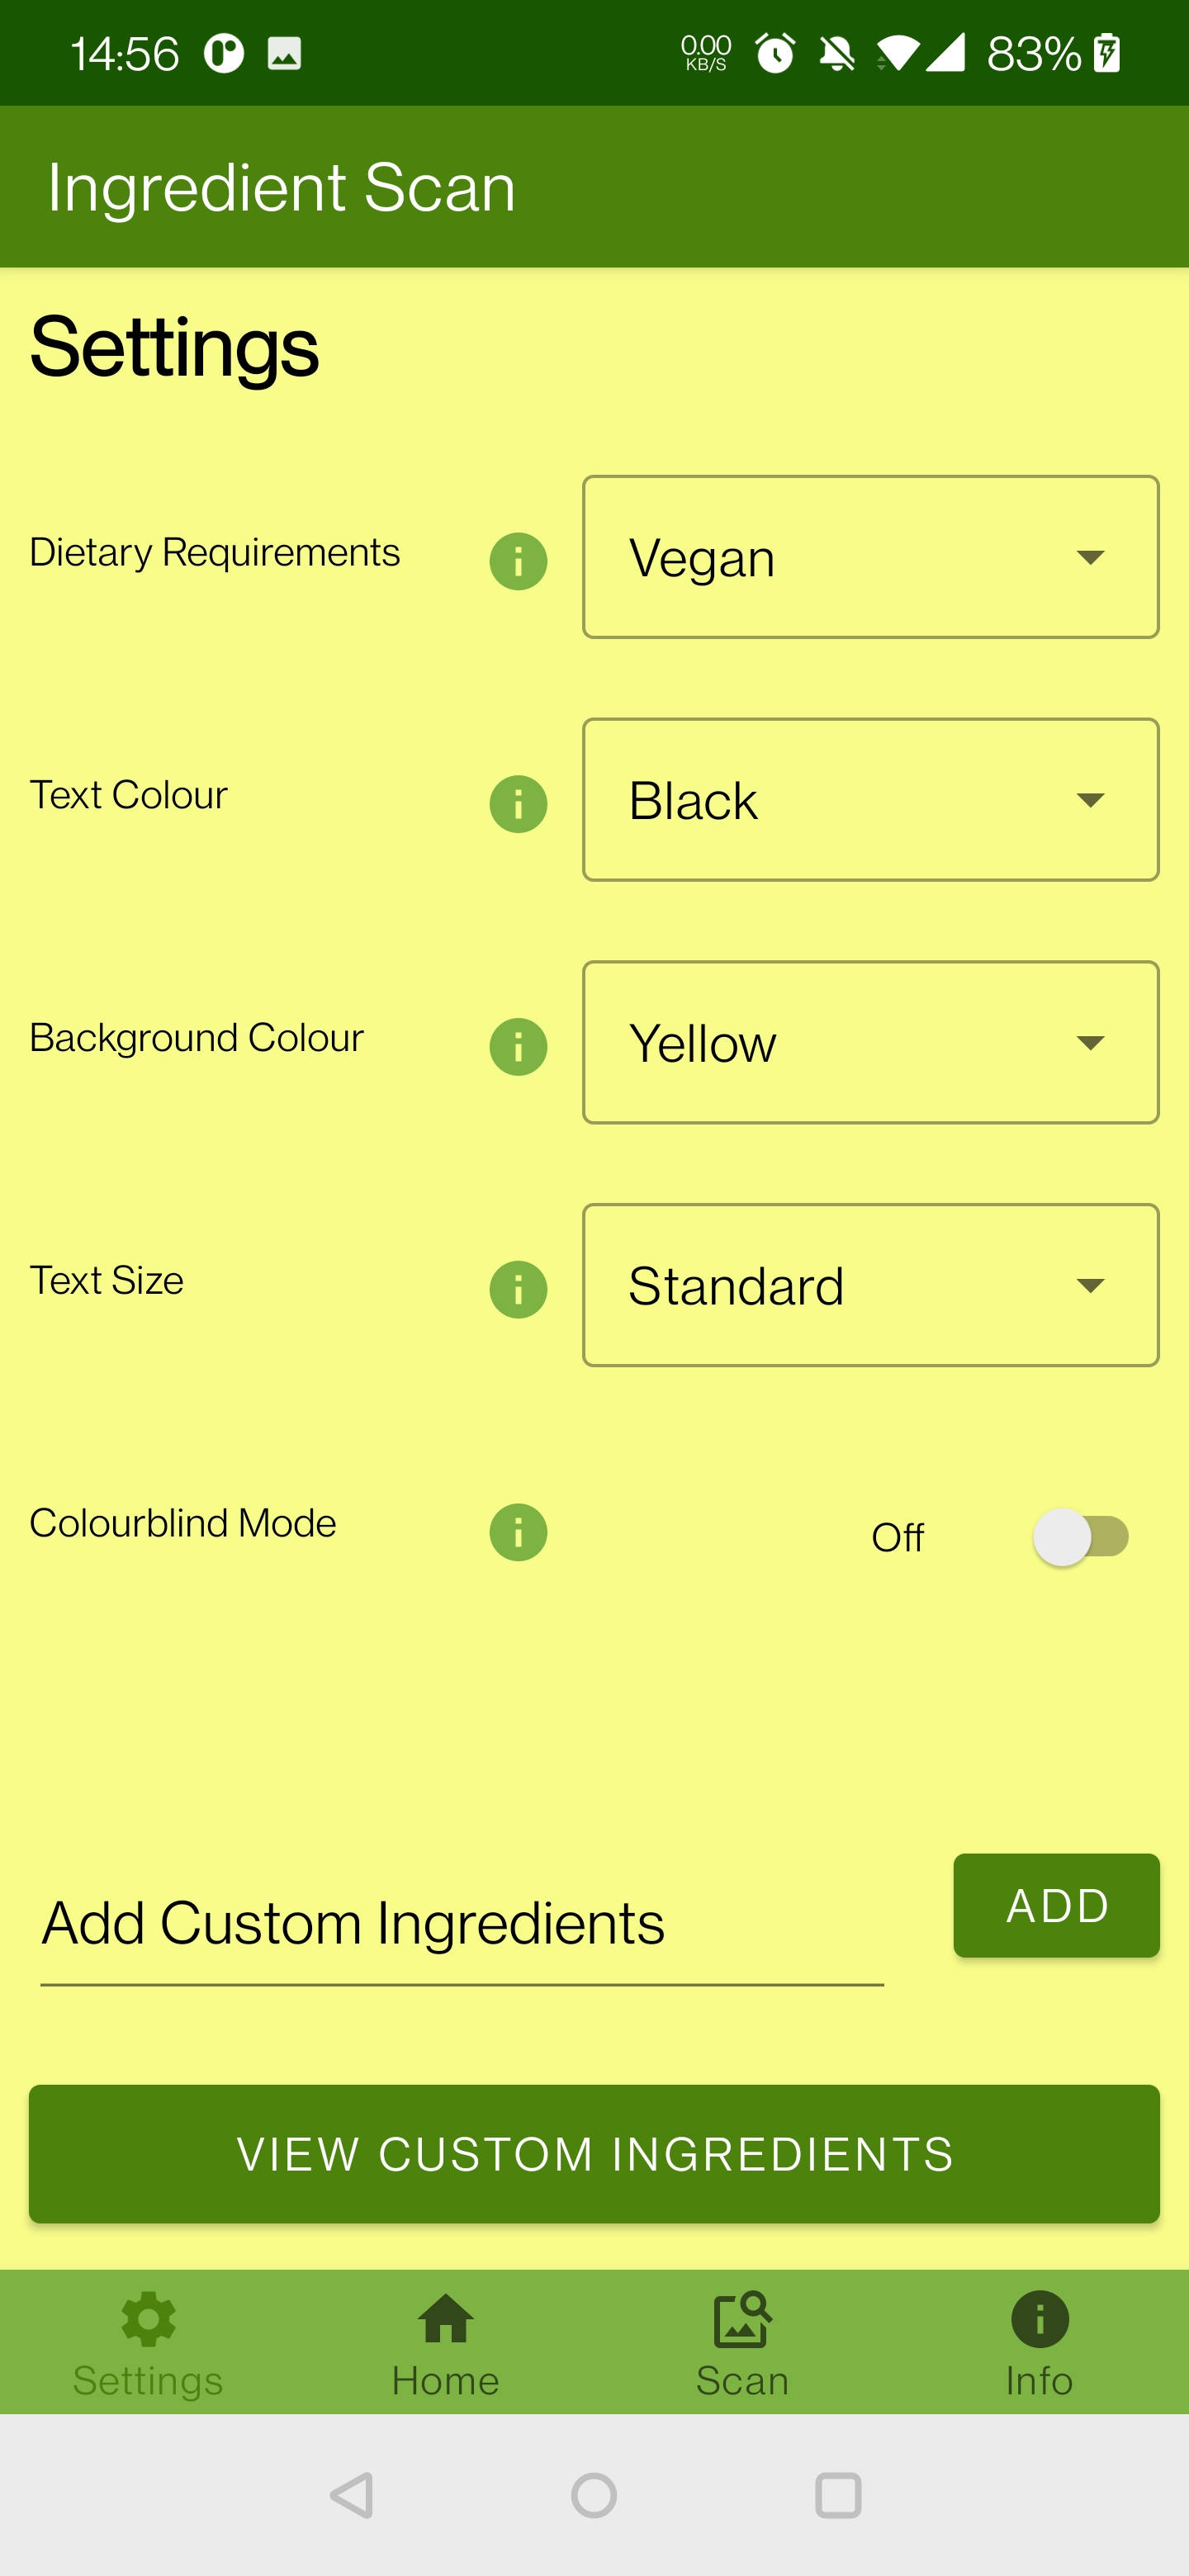 14:56
0.00
KB/S
83%
Ingredient Scan
Settings
Dietary Requirements
Vegan
Text Colour
Black
Background Colour
Yellow
Text Size
Standard
Colourblind Mode
Off
Add Custom Ingredients
ADD
VIEW CUSTOM INGREDIENTS
Settings
Home
Scan
Info